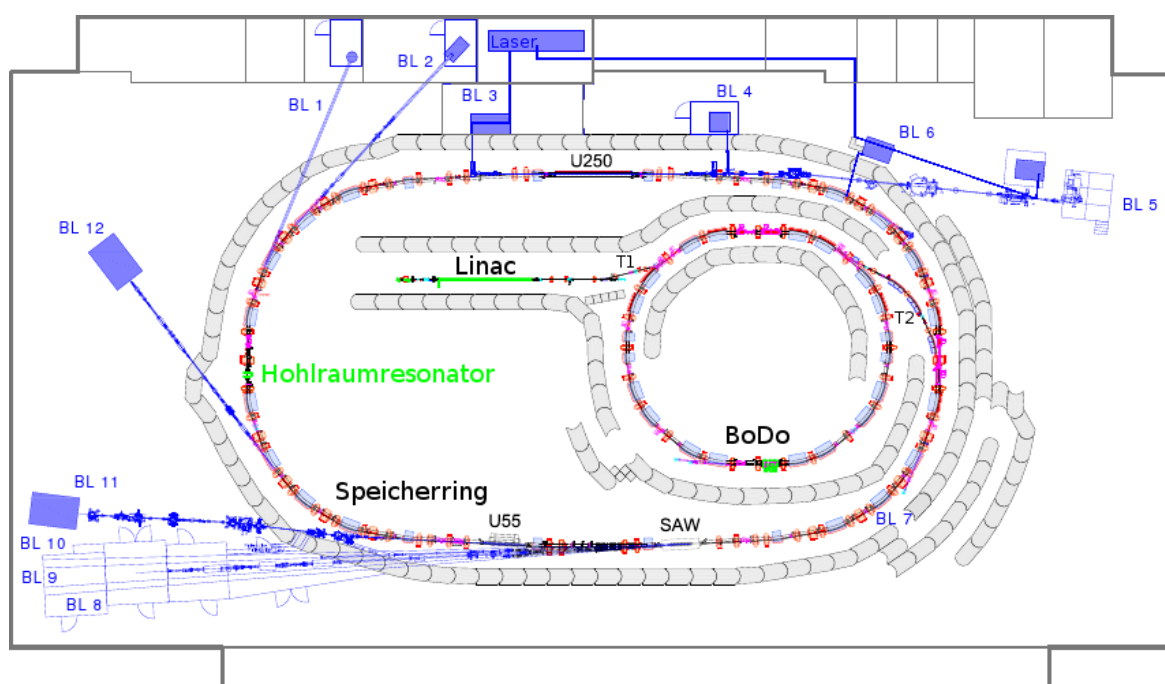 Laser
BL 1
BL 2
BL 3
BL 4
BL 6
U250
BL 5
BL 12
T1
Linac
T2
Hohlraumresonator
BoDo
Speicherring
BL 11
U55
SAW
BL 7
BL 10
BL 9
BL 8